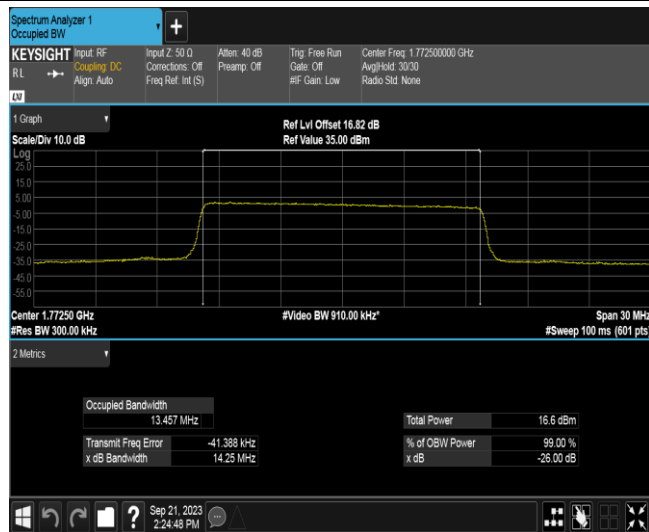 Spectrum Analyzer 1
Occupied BW
+
KEYSIGHT Input: RF Input Z: 50 Ω Atten: 40 dB Trig: Free Run Center Freq: 1.772500000 GHz
RL Coupling: DC Corrections: Off Preamp: Off Gate: Off Avg|Hold: 30/30
Align: Auto Freq Ref: Int (S) #IF Gain: Low Radio Std: None
1 Graph
Scale/Div 10.0 dB
Ref Lvl Offset 16.82 dB
Ref Value 35.00 dBm
Log
25.0
15.0
5.00
-5.00
-15.0
-25.0
-35.0
-45.0
-55.0
Center 1.77250 GHz #Video BW 910.00 kHz* Span 30 MHz
#Res BW 300.00 kHz #Sweep 100 ms (601 pts)
2 Metrics
Occupied Bandwidth
13.457 MHz Total Power 16.6 dBm
Transmit Freq Error -41.388 kHz % of OBW Power 99.00 %
x dB Bandwidth 14.25 MHz x dB -26.00 dB
? Sep 21, 2023
2:24:48 PM